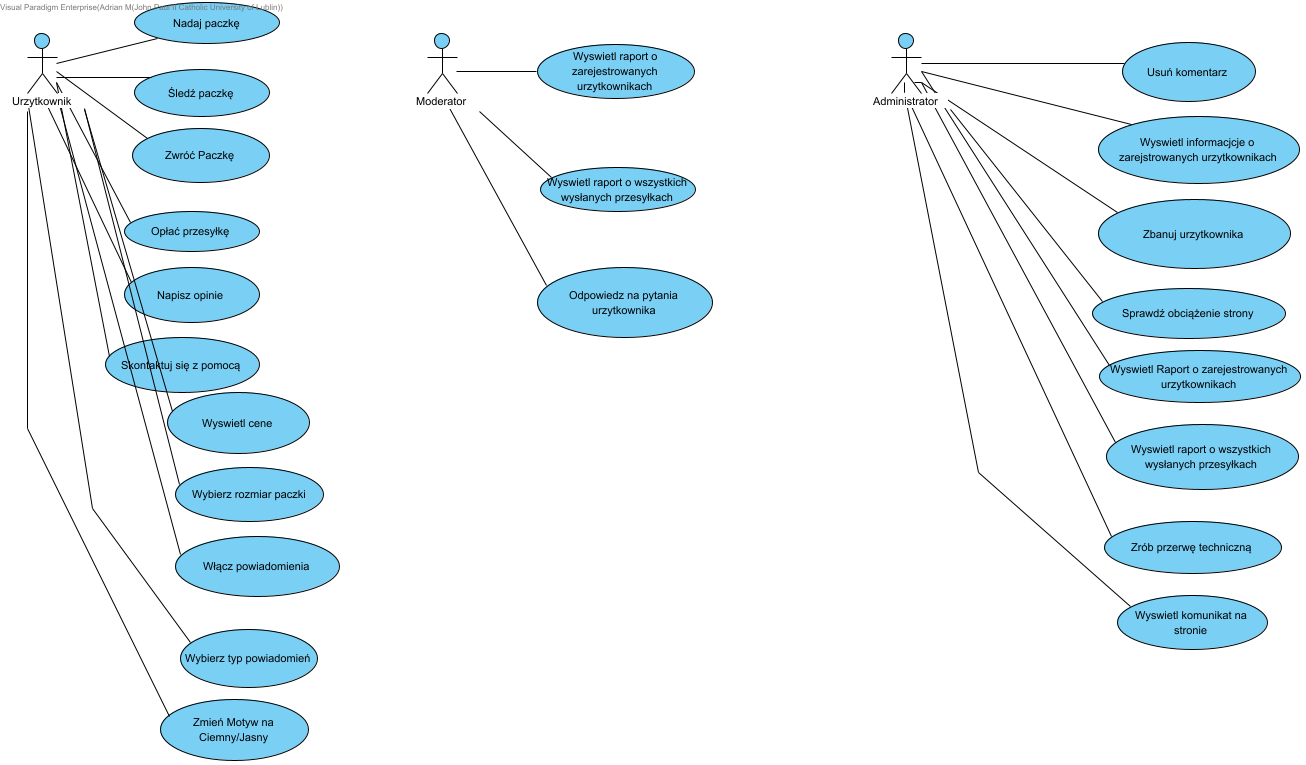 Visual Paradigm Enterprise(Adrian M(John Paul II Catholic University of Lublin))
Urzytkownik
Nadaj paczkę
Śledź paczkę
Zwróć Paczkę
Opłać przesyłkę
Napisz opinie
Skontaktuj się z pomocą
Wyswietl cene
Wybierz rozmiar paczki
Włącz powiadomienia
Wybierz typ powiadomień
Zmień Motyw na
Ciemny/Jasny
Moderator
Wyswietl raport o
zarejestrowanych
urzytkownikach
Wyswietl raport o wszystkich
wysłanych przesyłkach
Odpowiedz na pytania
urzytkownika
Administrator
Usuń komentarz
Wyswietl informacjcje o
zarejstrowanych urzytkownikach
Zbanuj urzytkownika
Sprawdź obciążenie strony
Wyswietl Raport o zarejestrowanych
urzytkownikach
Wyswietl raport o wszystkich
wysłanych przesyłkach
Zrób przerwę techniczną
Wyswietl komunikat na
stronie